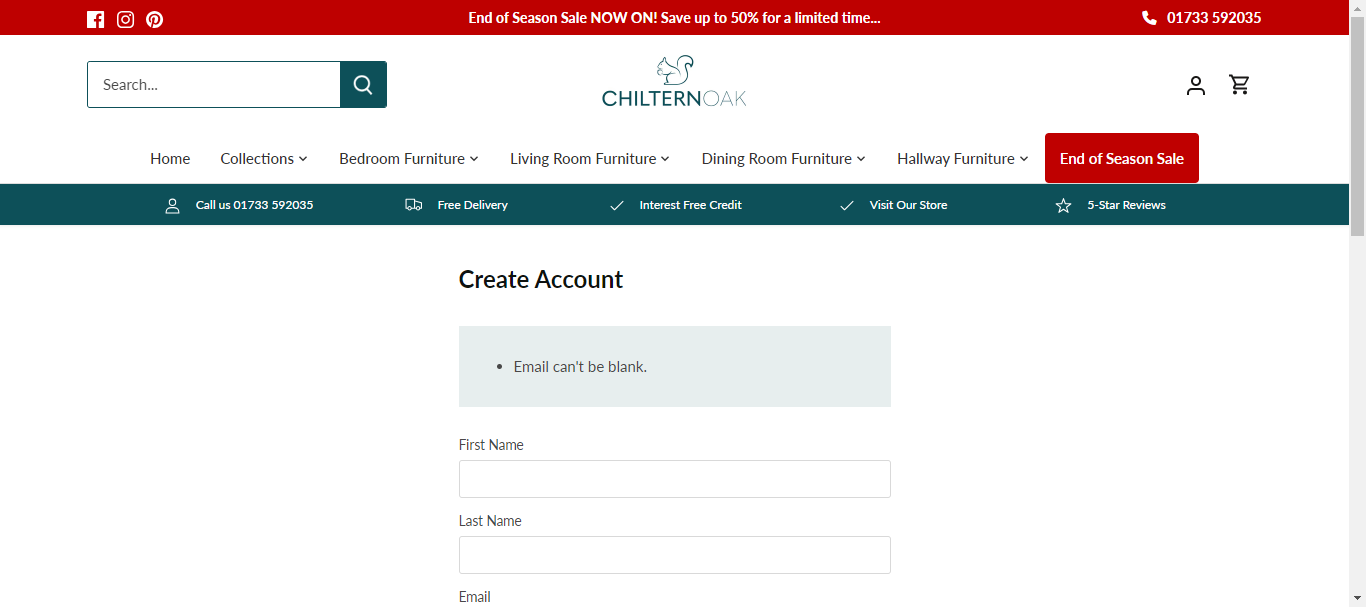 End of Season Sale NOW ON! Save up to 50% for a limited time...
01733 592035
Search...
CHILTERNOAK
Home
Collections
Bedroom Furniture
Living Room Furniture
Dining Room Furniture
Hallway Furniture
End of Season Sale
Call us 01733 592035
Free Delivery
Interest Free Credit
Visit Our Store
5-Star Reviews
Create Account
• Email can't be blank.
First Name
Last Name
Email